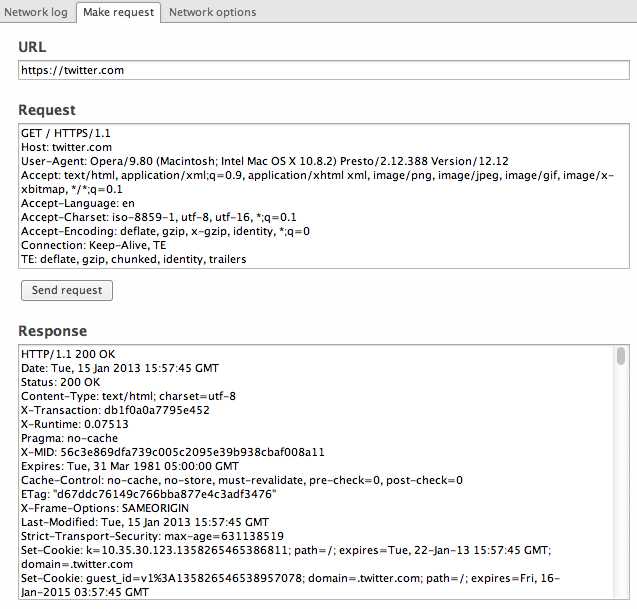 Network log Make request Network options
URL
https://twitter.com
Request
GET / HTTPS/1.1
Host: twitter.com
User-Agent: Opera/9.80 (Macintosh; Intel Mac OS X 10.8.2) Presto/2.12.388 Version/12.12
Accept: text/html, application/xml;q=0.9, application/xhtml xml, image/png, image/jpeg, image/gif, image/x-
xbitmap, */*;q=0.1
Accept-Language: en
Accept-Charset: iso-8859-1, utf-8, utf-16, *;q=0.1
Accept-Encoding: deflate, gzip, x-gzip, identity, *;q=0
Connection: Keep-Alive, TE
TE: deflate, gzip, chunked, identity, trailers
Send request
Response
HTTP/1.1 200 OK
Date: Tue, 15 Jan 2013 15:57:45 GMT
Status: 200 OK
Content-Type: text/html; charset=utf-8
X-Transaction: db1f0a0a7795e452
X-Runtime: 0.07513
Pragma: no-cache
X-MID: 56c3e869dfa739c005c2095e39b938cbaf008a11
Expires: Tue, 31 Mar 1981 05:00:00 GMT
Cache-Control: no-cache, no-store, must-revalidate, pre-check=0, post-check=0
ETag: "d67ddc76149c766bba877e4c3adf3476"
X-Frame-Options: SAMEORIGIN
Last-Modified: Tue, 15 Jan 2013 15:57:45 GMT
Strict-Transport-Security: max-age=631138519
Set-Cookie: k=10.35.30.123.1358265465386811; path=/; expires=Tue, 22-Jan-13 15:57:45 GMT;
domain=.twitter.com
Set-Cookie: guest_id=v1%3A135826546538957078; domain=.twitter.com; path=/; expires=Fri, 16-
Jan-2015 03:57:45 GMT